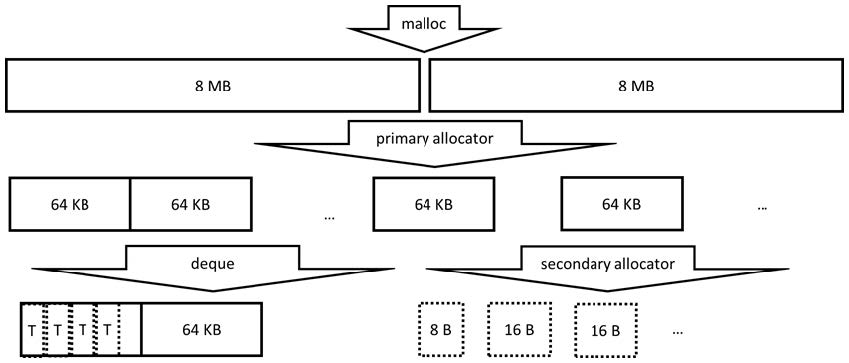 malloc
8 MB 8 MB
primary allocator
64 KB 64 KB ... 64 KB 64 KB ...
deque secondary allocator
T T T T 64 KB 8 B 16 B 16 B ...